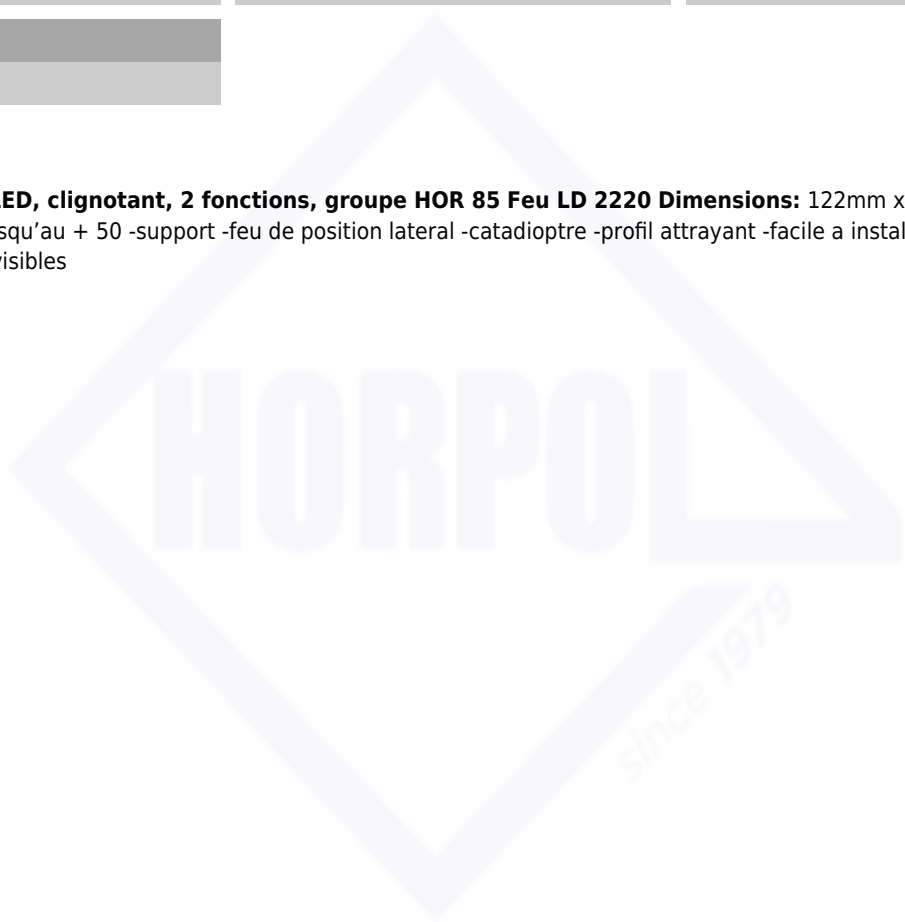 LED, clignotant, 2 fonctions, groupe HOR 85 Feu LD 2220 Dimensions: 122mm x
squ’au + 50 -support -feu de position lateral -catadioptre -profil attrayant -facile a instal
visibles
HORPOL
since 1979